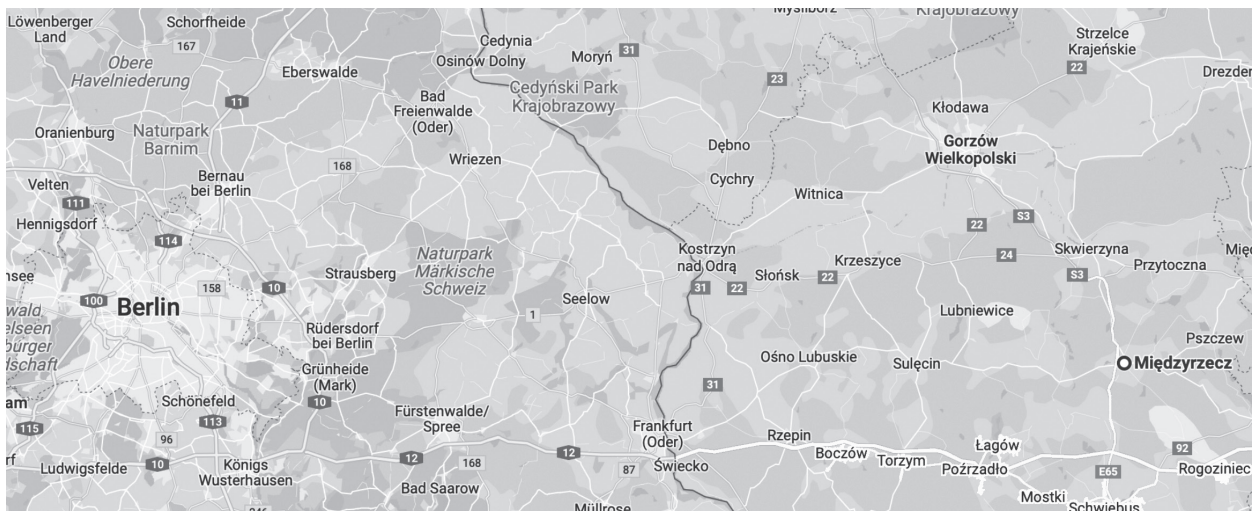 Löwenberger
Land
Schorfheide
167
Cedynia
Osinów Dolny
Moryń
31
Myślibórz
Krajobrazowy
Strzelce
Krajeńskie
22
Obere
Havelniederung
Eberswalde
11
Bad
Freienwalde
(Oder)
Cedyński Park
Krajobrazowy
23
Kłodawa
Oranienburg
Naturpark
Barnim
168
Wriezen
Dębno
Gorzów
Wielkopolski
Velten
111
Bernau
bei Berlin
Cychry
Witnica
Hennigsdorf
114
22
S3
Naturpark
Märkische
Schweiz
Kostrzyn
nad Odrą
Krzeszyce
24
Skwierzyna
Strausberg
Słońsk
22
S3
Przytoczna
100
Berlin
158
10
Seelow
31
22
1
Lubniewice
Rüdersdorf
bei Berlin
Pszczew
Grünheide
(Mark)
Ośno Lubuskie
Sulęcin
Międzyrzecz
31
Schönefeld
10
115
113
96
Fürstenwalde/
Spree
Frankfurt
(Oder)
Rzepin
Łagów
92
Ludwigsfelde
10
Königs
Wusterhausen
12
168
12
87
Świecko
Boczów
Torzym
Poźrzadło
E65
Rogoziniec
Bad Saarow
Müllrose
Mostki
Schwiebus